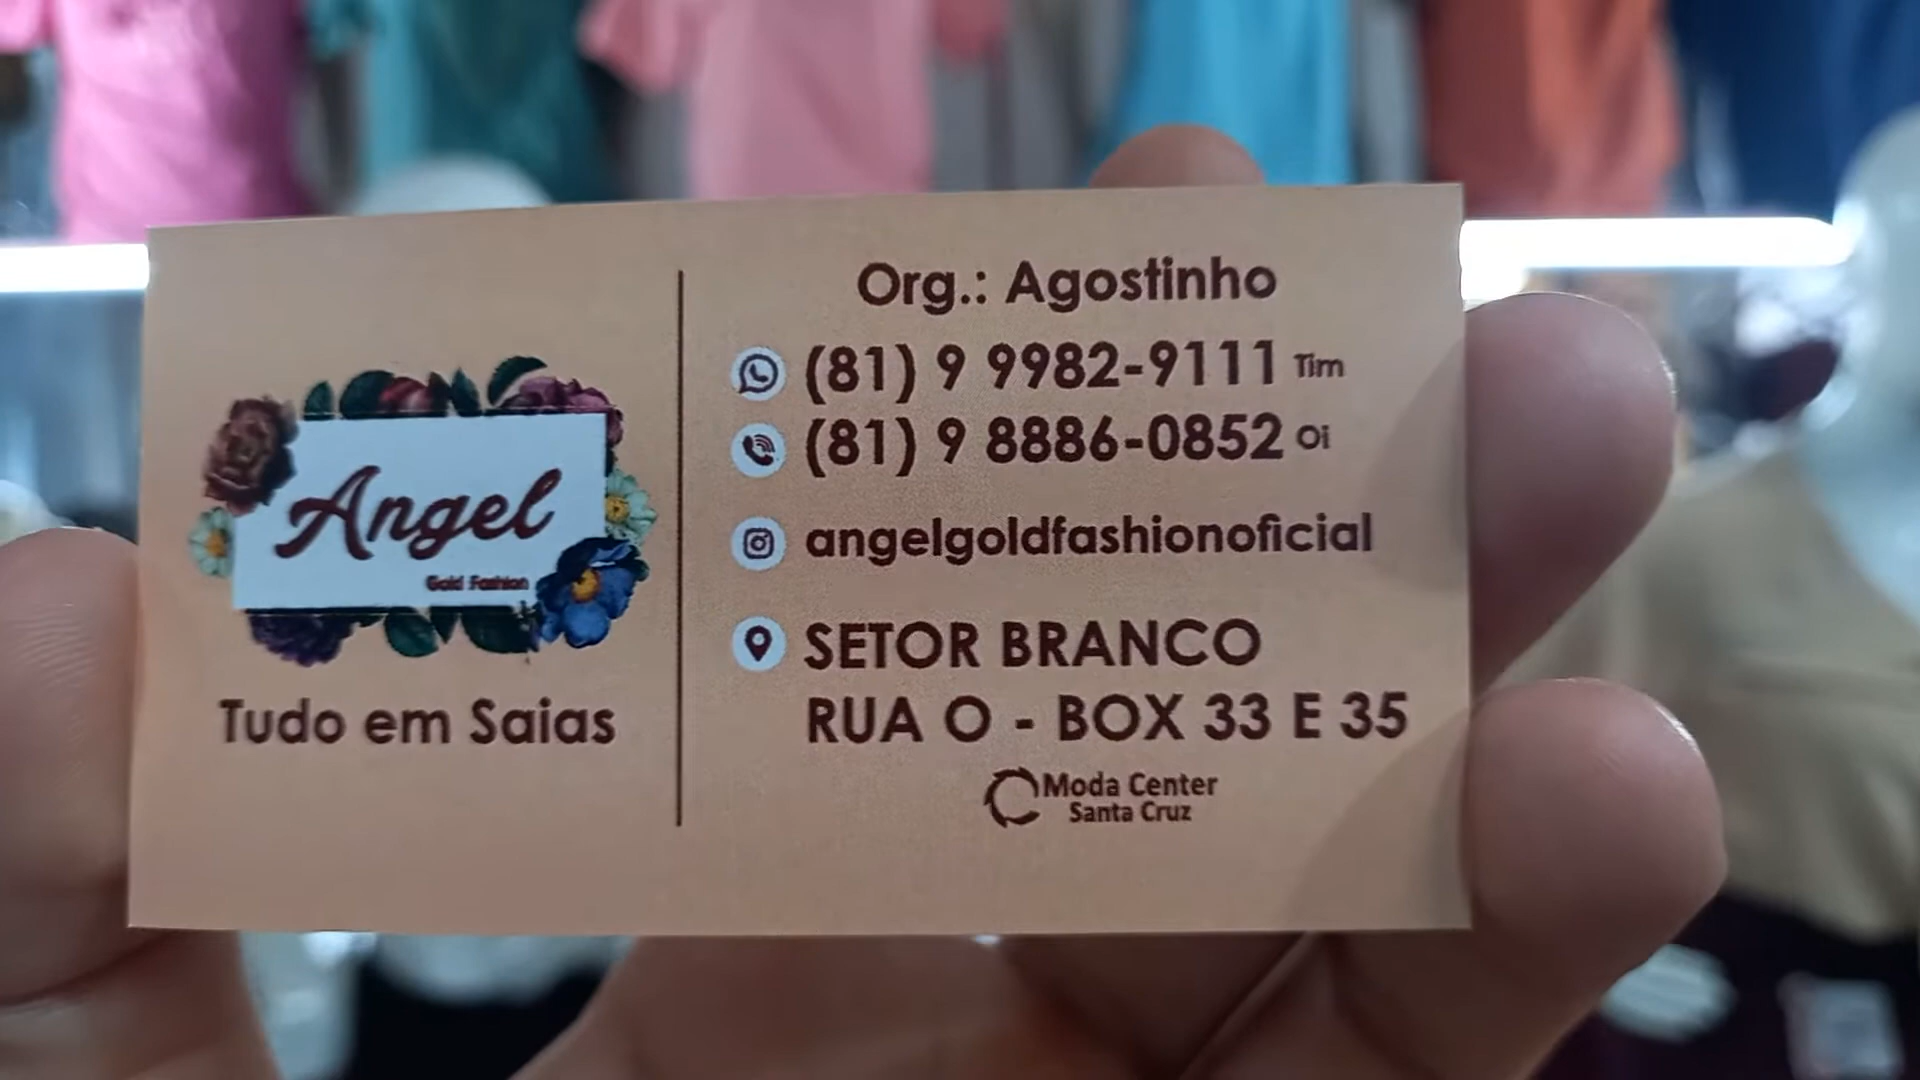 Angel
Gold Fashion
Tudo em Saias
Org.: Agostinho
(81) 9 9982-9111 Tim
(81) 9 8886-0852 Oi
angelgoldfashionoficial
SETOR BRANCO
RUA O - BOX 33 E 35
Moda Center
Santa Cruz